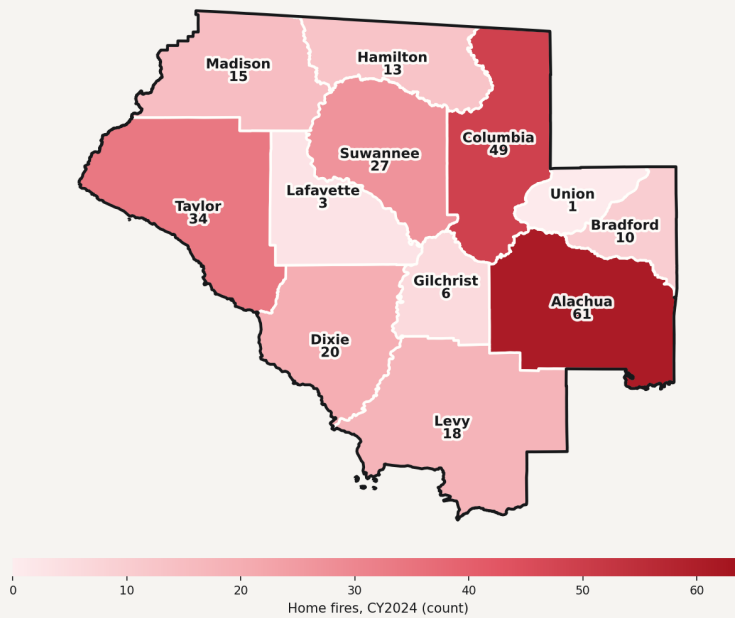 Madison
15
Hamilton
13
Columbia
49
Suwannee
27
Lafayette
3
Taylor
34
Union
1
Bradford
10
Gilchrist
6
Alachua
61
Dixie
20
Levy
18
0 10 20 30 40 50 60
Home fires, CY2024 (count)